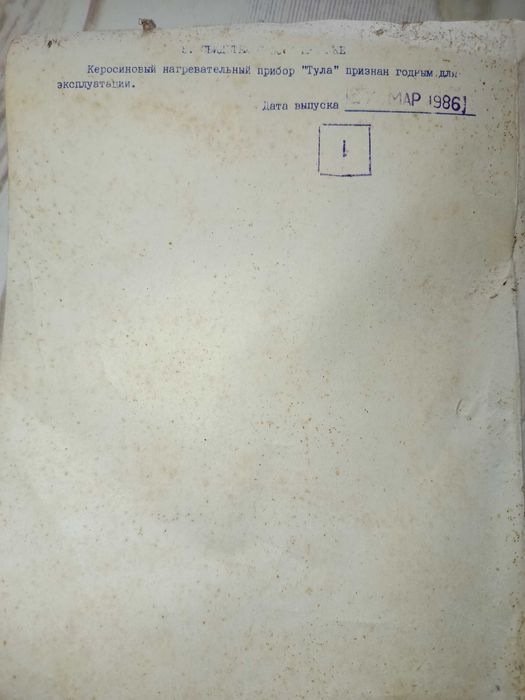 Керосиновый нагревательный прибор "Тула" признан годным для
эксплуатации.
Дата выпуска МАР 1986
1